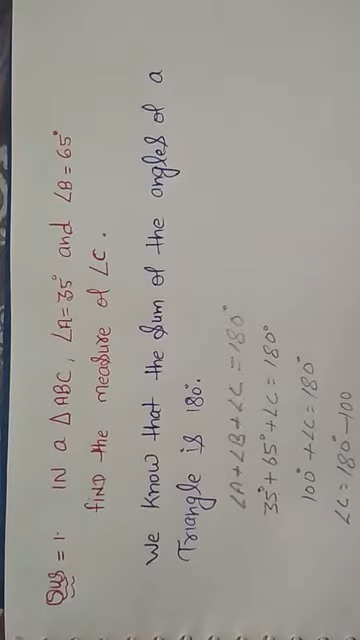 Qus = 1. IN a △ABC, ∠A=35° and ∠B=65°
fiND the measure of ∠C.
We know that the sum of the angles of a
Triangle is 180°.
∠A+∠B+∠C=180°
35°+65°+∠C=180°
100°+∠C=180°
∠C=180°-100